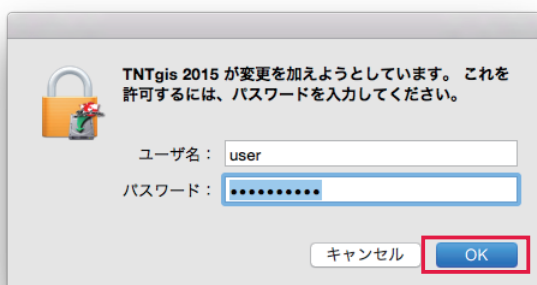 TNTgis 2015 が変更を加えようとしています。 これを
許可するには、パスワードを入力してください。
ユーザ名： user
パスワード： ••••••••••
キャンセル OK